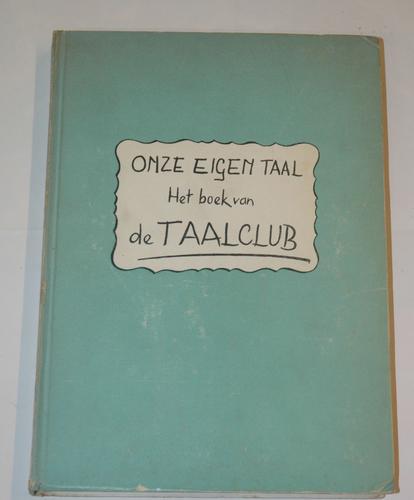 ONZE EIGEN TAAL
Het boek van
de TAALCLUB